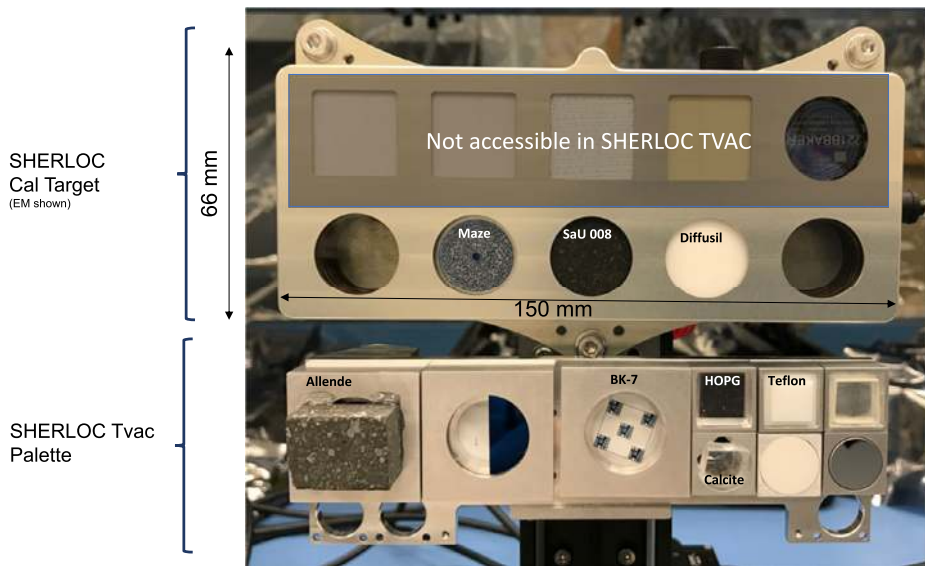 SHERLOC
Cal Target
(EM shown)
66 mm
Not accessible in SHERLOC TVAC
221BBAKER
Maze
SaU 008
Diffusil
150 mm
SHERLOC Tvac
Palette
Allende
BK-7
HOPG
Teflon
Calcite